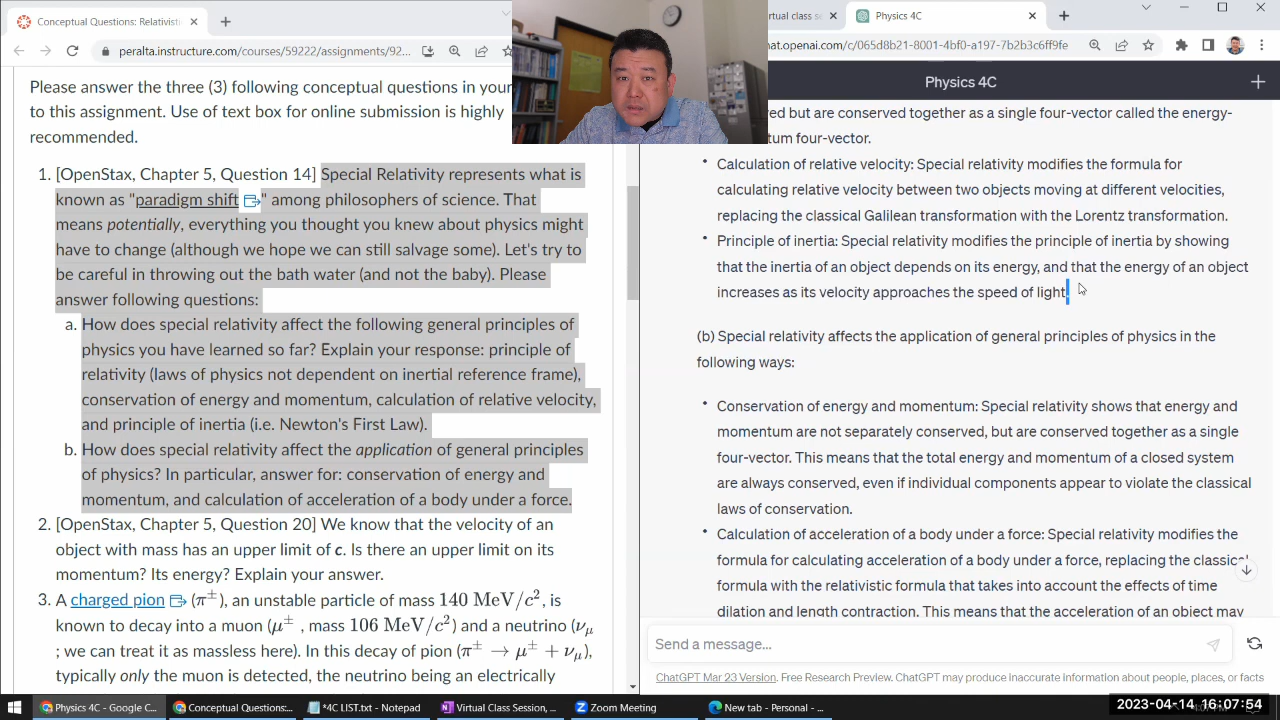 Conceptual Questions: Relativist
peralta.instructure.com/courses/59222/assignments/92...
Please answer the three (3) following conceptual questions in your
to this assignment. Use of text box for online submission is highly
recommended.
1. [OpenStax, Chapter 5, Question 14] Special Relativity represents what is
known as "paradigm shift" among philosophers of science. That
means potentially, everything you thought you knew about physics might
have to change (although we hope we can still salvage some). Let's try to
be careful in throwing out the bath water (and not the baby). Please
answer following questions:
a. How does special relativity affect the following general principles of
physics you have learned so far? Explain your response: principle of
relativity (laws of physics not dependent on inertial reference frame),
conservation of energy and momentum, calculation of relative velocity,
and principle of inertia (i.e. Newton's First Law).
b. How does special relativity affect the application of general principles
of physics? In particular, answer for: conservation of energy and
momentum, and calculation of acceleration of a body under a force.
2. [OpenStax, Chapter 5, Question 20] We know that the velocity of an
object with mass has an upper limit of c. Is there an upper limit on its
momentum? Its energy? Explain your answer.
3. A charged pion (π±), an unstable particle of mass 140 MeV/c², is
known to decay into a muon (μ± , mass 106 MeV/c²) and a neutrino (νμ
; we can treat it as massless here). In this decay of pion (π± → μ± + νμ),
typically only the muon is detected, the neutrino being an electrically
virtual class se
Physics 4C
hat.openai.com/c/065d8b21-8001-4bf0-a197-7b2b3c6ff9fe
Physics 4C
ered but are conserved together as a single four-vector called the energy-
tum four-vector.
• Calculation of relative velocity: Special relativity modifies the formula for
calculating relative velocity between two objects moving at different velocities,
replacing the classical Galilean transformation with the Lorentz transformation.
• Principle of inertia: Special relativity modifies the principle of inertia by showing
that the inertia of an object depends on its energy, and that the energy of an object
increases as its velocity approaches the speed of light.
(b) Special relativity affects the application of general principles of physics in the
following ways:
• Conservation of energy and momentum: Special relativity shows that energy and
momentum are not separately conserved, but are conserved together as a single
four-vector. This means that the total energy and momentum of a closed system
are always conserved, even if individual components appear to violate the classical
laws of conservation.
• Calculation of acceleration of a body under a force: Special relativity modifies the
formula for calculating acceleration of a body under a force, replacing the classical
formula with the relativistic formula that takes into account the effects of time
dilation and length contraction. This means that the acceleration of an object may
Send a message...
ChatGPT Mar 23 Version. Free Research Preview. ChatGPT may produce inaccurate information about people, places, or facts
Physics 4C - Google C...
Conceptual Questions...
*4C LIST.txt - Notepad
Virtual Class Session, ...
Zoom Meeting
New tab - Personal - ...
2023-04-14 16:07:54